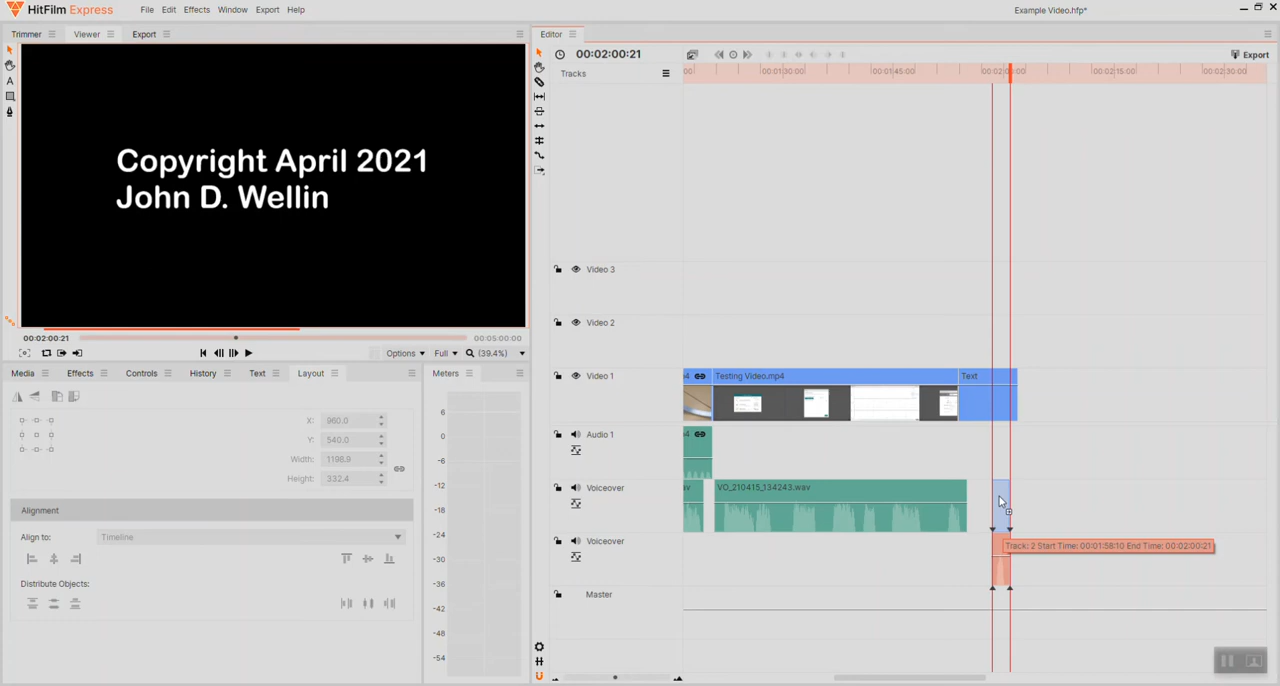 HitFilm Express
File Edit Effects Window Export Help
Example Video.hfp*
Trimmer Viewer Export
Editor
00:02:00:21
Export
Tracks
00 00:01:30:00 00:01:45:00 00:02:15:00 00:02:30:00
Copyright April 2021
John D. Wellin
Video 3
Video 2
00:02:00:21
00:05:00:00
Options Full (39.4%)
Media Effects Controls History Text Layout
Meters
Video 1
4 Testing Video.mp4 Text
X: 960.0
Y: 540.0
Width: 1198.9
Height: 332.4
6
0
-6
-12
-18
-24
-30
-36
-42
-48
-54
Audio 1
4
Voiceover
av VO_210415_134243.wav
Alignment
Align to: Timeline
Voiceover
Track: 2 Start Time: 00:01:58:10 End Time: 00:02:00:21
Distribute Objects:
Master